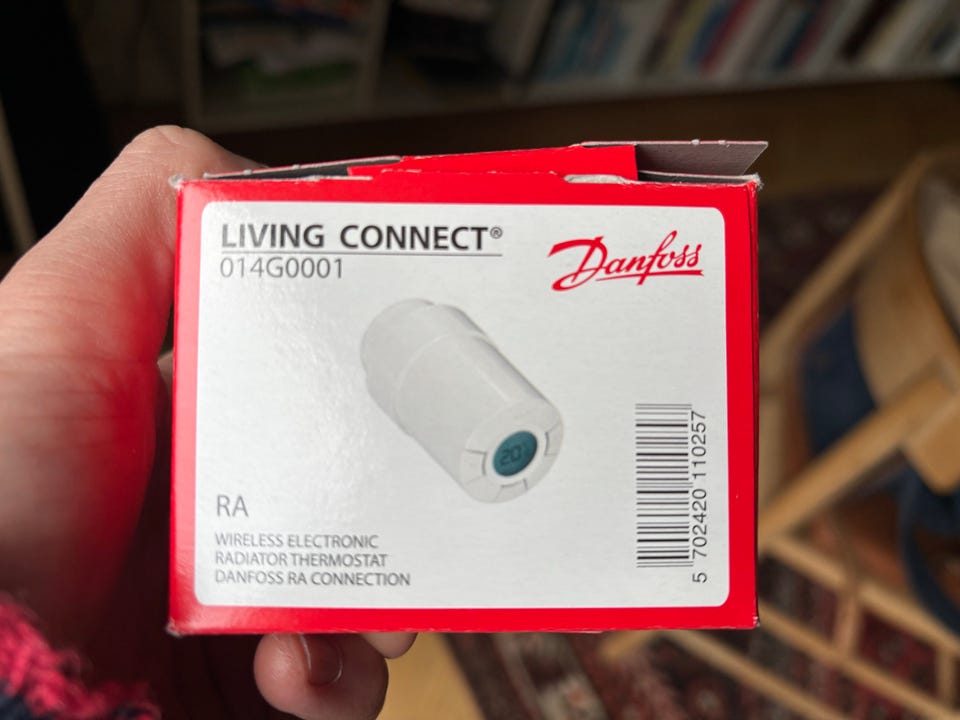 LIVING CONNECT®
014G0001
Danfoss
20
RA
WIRELESS ELECTRONIC
RADIATOR THERMOSTAT
DANFOSS RA CONNECTION
5 702420 110257